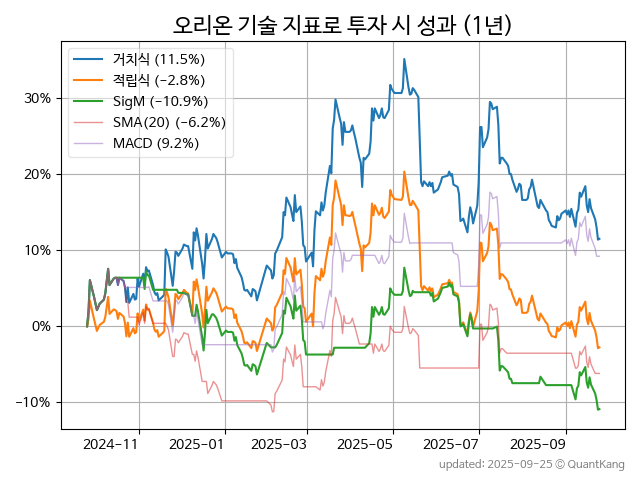 오리온 기술 지표로 투자 시 성과 (1년)
거치식 (11.5%)
적립식 (−2.8%)
SigM (−10.9%)
SMA(20) (−6.2%)
MACD (9.2%)
30%
20%
10%
0%
−10%
2024-11 2025-01 2025-03 2025-05 2025-07 2025-09
updated: 2025-09-25 © QuantKang